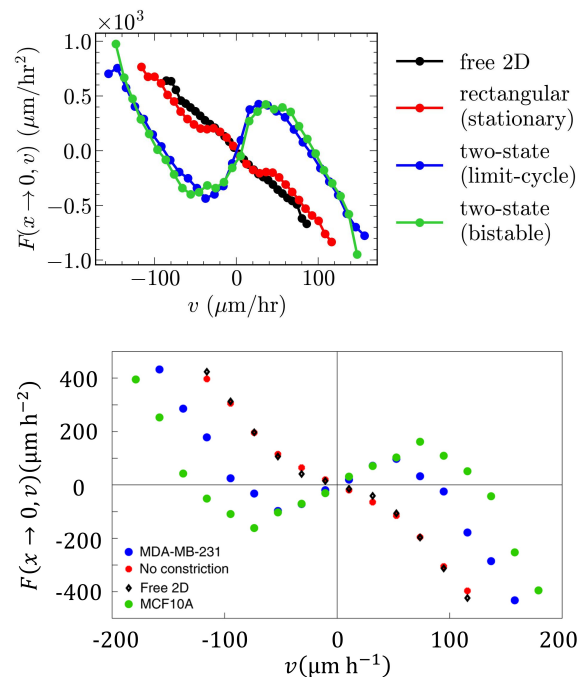 ×10³
1.0
0.5
0.0
−0.5
−1.0
F(x→0, v) (μm/hr²)
−100
0
100
v (μm/hr)
free 2D
rectangular
(stationary)
two-state
(limit-cycle)
two-state
(bistable)
400
200
0
-200
-400
F(x → 0, v)(μm h⁻²)
MDA-MB-231
No constriction
Free 2D
MCF10A
-200
-100
0
100
200
v(μm h⁻¹)